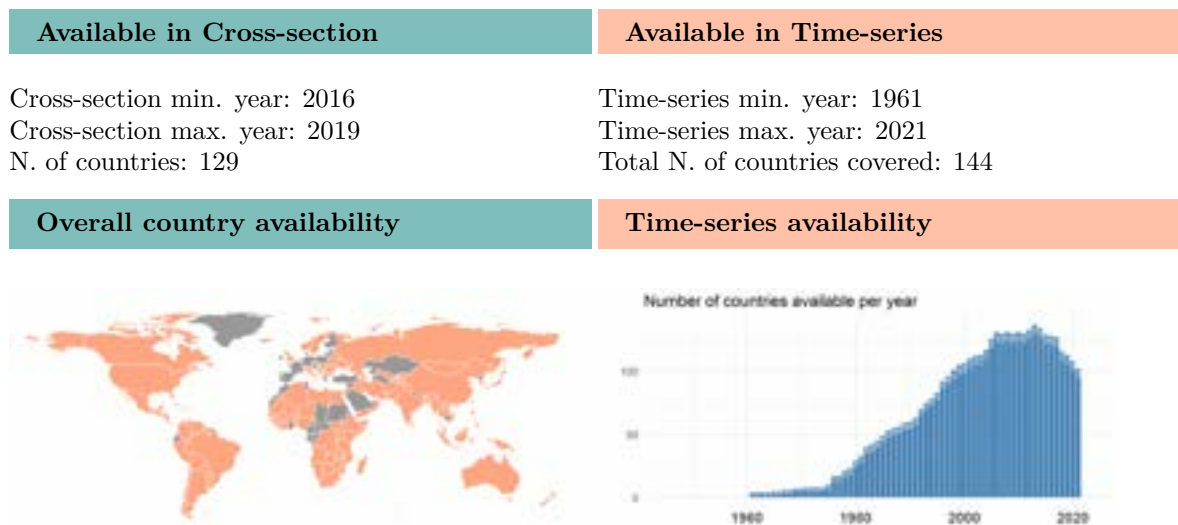 Available in Cross-section
Available in Time-series
Cross-section min. year: 2016
Cross-section max. year: 2019
N. of countries: 129
Time-series min. year: 1961
Time-series max. year: 2021
Total N. of countries covered: 144
Overall country availability
Time-series availability
Number of countries available per year
100
50
0
1960
1980
2000
2020